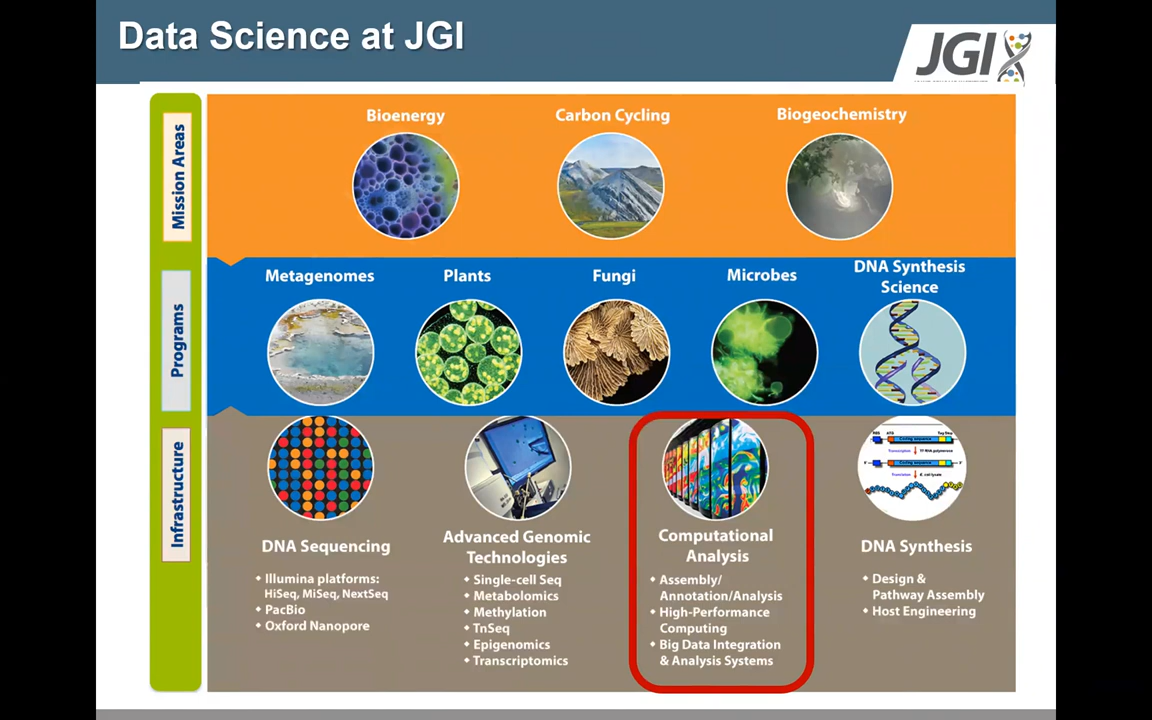 Data Science at JGI
JGI
Mission Areas
Bioenergy
Carbon Cycling
Biogeochemistry
Programs
Metagenomes
Plants
Fungi
Microbes
DNA Synthesis
Science
Infrastructure
DNA Sequencing
Illumina platforms:
HiSeq, MiSeq, NextSeq
PacBio
Oxford Nanopore
Advanced Genomic
Technologies
Single-cell Seq
Metabolomics
Methylation
TnSeq
Epigenomics
Transcriptomics
Computational
Analysis
Assembly/
Annotation/Analysis
High-Performance
Computing
Big Data Integration
& Analysis Systems
DNA Synthesis
Design &
Pathway Assembly
Host Engineering